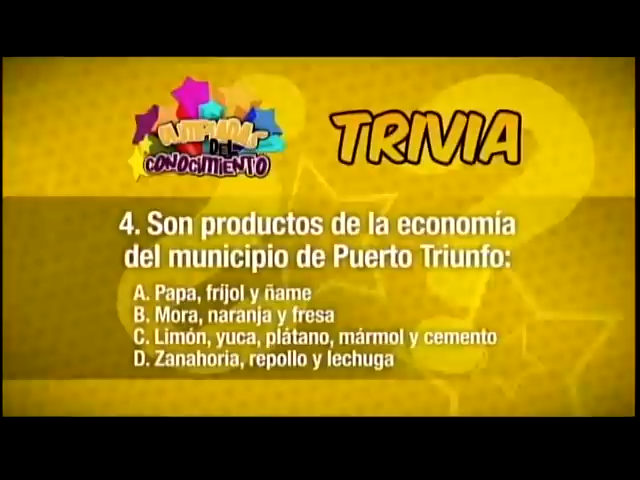 OLIMPIADAS
DEL
CONOCIMIENTO
TRIVIA
4. Son productos de la economía
del municipio de Puerto Triunfo:
A. Papa, fríjol y ñame
B. Mora, naranja y fresa
C. Limón, yuca, plátano, mármol y cemento
D. Zanahoria, repollo y lechuga